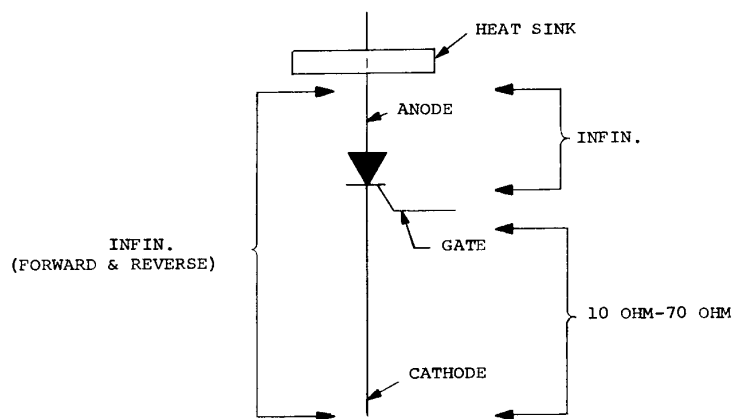 HEAT SINK
ANODE
INFIN.
GATE
INFIN.
(FORWARD & REVERSE)
10 OHM-70 OHM
CATHODE